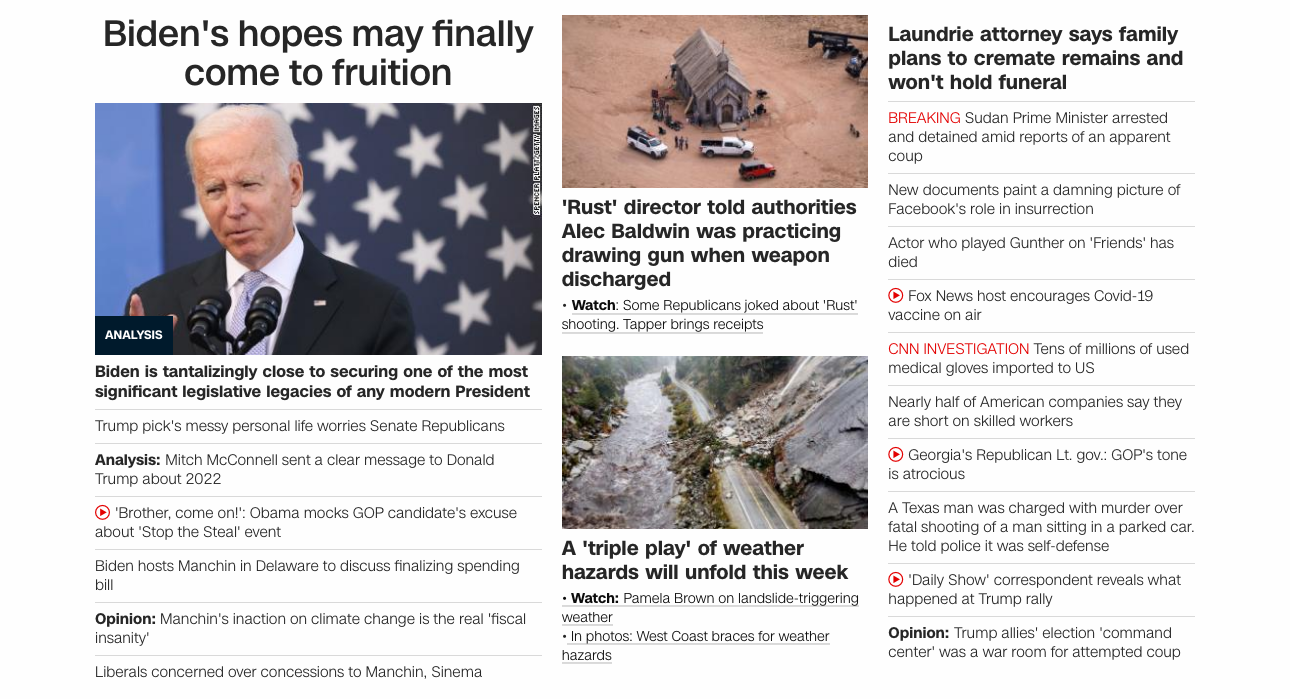 Biden's hopes may finally
come to fruition
SPENCER PLATT/GETTY IMAGES
ANALYSIS
Biden is tantalizingly close to securing one of the most
significant legislative legacies of any modern President
Trump pick's messy personal life worries Senate Republicans
Analysis: Mitch McConnell sent a clear message to Donald
Trump about 2022
'Brother, come on!': Obama mocks GOP candidate's excuse
about 'Stop the Steal' event
Biden hosts Manchin in Delaware to discuss finalizing spending
bill
Opinion: Manchin's inaction on climate change is the real 'fiscal
insanity'
Liberals concerned over concessions to Manchin, Sinema
'Rust' director told authorities
Alec Baldwin was practicing
drawing gun when weapon
discharged
• Watch: Some Republicans joked about 'Rust'
shooting. Tapper brings receipts
A 'triple play' of weather
hazards will unfold this week
• Watch: Pamela Brown on landslide-triggering
weather
• In photos: West Coast braces for weather
hazards
Laundrie attorney says family
plans to cremate remains and
won't hold funeral
BREAKING Sudan Prime Minister arrested
and detained amid reports of an apparent
coup
New documents paint a damning picture of
Facebook's role in insurrection
Actor who played Gunther on 'Friends' has
died
Fox News host encourages Covid-19
vaccine on air
CNN INVESTIGATION Tens of millions of used
medical gloves imported to US
Nearly half of American companies say they
are short on skilled workers
Georgia's Republican Lt. gov.: GOP's tone
is atrocious
A Texas man was charged with murder over
fatal shooting of a man sitting in a parked car.
He told police it was self-defense
'Daily Show' correspondent reveals what
happened at Trump rally
Opinion: Trump allies' election 'command
center' was a war room for attempted coup